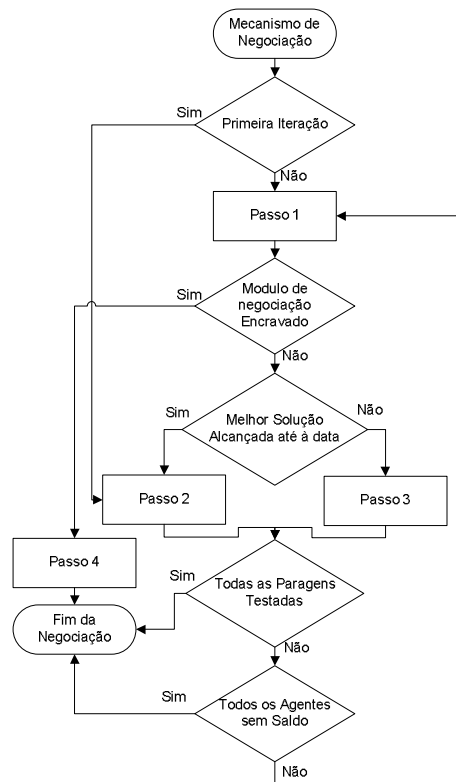 Mecanismo de
Negociação
Sim
Primeira Iteração
Não
Passo 1
Sim
Modulo de
negociação
Encravado
Não
Sim
Melhor Solução
Alcançada até à data
Não
Passo 2
Passo 3
Passo 4
Sim
Todas as Paragens
Testadas
Fim da
Negociação
Não
Sim
Todos os Agentes
sem Saldo
Não